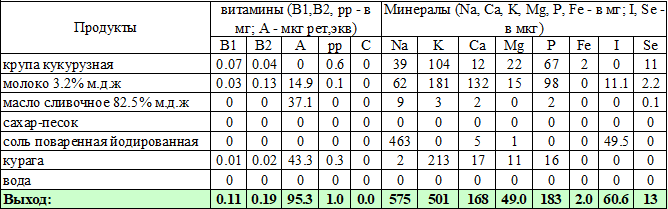 Продукты витамины (B1,B2, pp - в мг; А - мкг рет,экв) Минералы (Na, Ca, K, Mg, P, Fe - в мг; I, Se - в мкг)
B1 B2 A pp C Na K Ca Mg P Fe I Se
крупа кукурузная 0.07 0.04 0 0.6 0 39 104 12 22 67 2 0 11
молоко 3.2% м.д.ж 0.03 0.13 14.9 0.1 0 62 181 132 15 98 0 11.1 2.2
масло сливочное 82.5% м.д.ж 0 0 37.1 0 0 9 3 2 0 2 0 0 0.1
сахар-песок 0 0 0 0 0 0 0 0 0 0 0 0 0
соль поваренная йодированная 0 0 0 0 0 463 0 5 1 0 0 49.5 0
курага 0.01 0.02 43.3 0.3 0 2 213 17 11 16 0 0 0
вода 0 0 0 0 0 0 0 0 0 0 0 0 0
Выход: 0.11 0.19 95.3 1.0 0.0 575 501 168 49.0 183 2.0 60.6 13